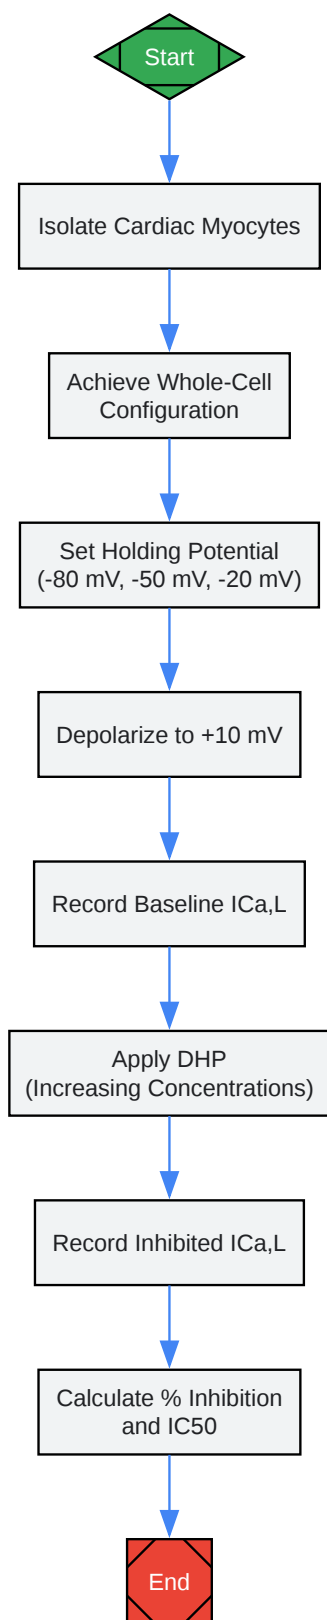 Start
Isolate Cardiac Myocytes
Achieve Whole-Cell
Configuration
Set Holding Potential
(-80 mV, -50 mV, -20 mV)
Depolarize to +10 mV
Record Baseline ICa,L
Apply DHP
(Increasing Concentrations)
Record Inhibited ICa,L
Calculate % Inhibition
and IC50
End